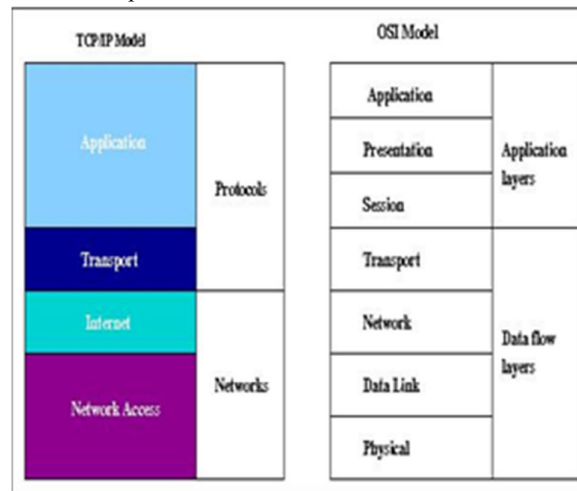 TCP/IP Model
Application
Transport
Internet
Network Access
Protocols
Networks
OSI Model
Application
Presentation
Session
Transport
Network
Data Link
Physical
Application
layers
Data flow
layers